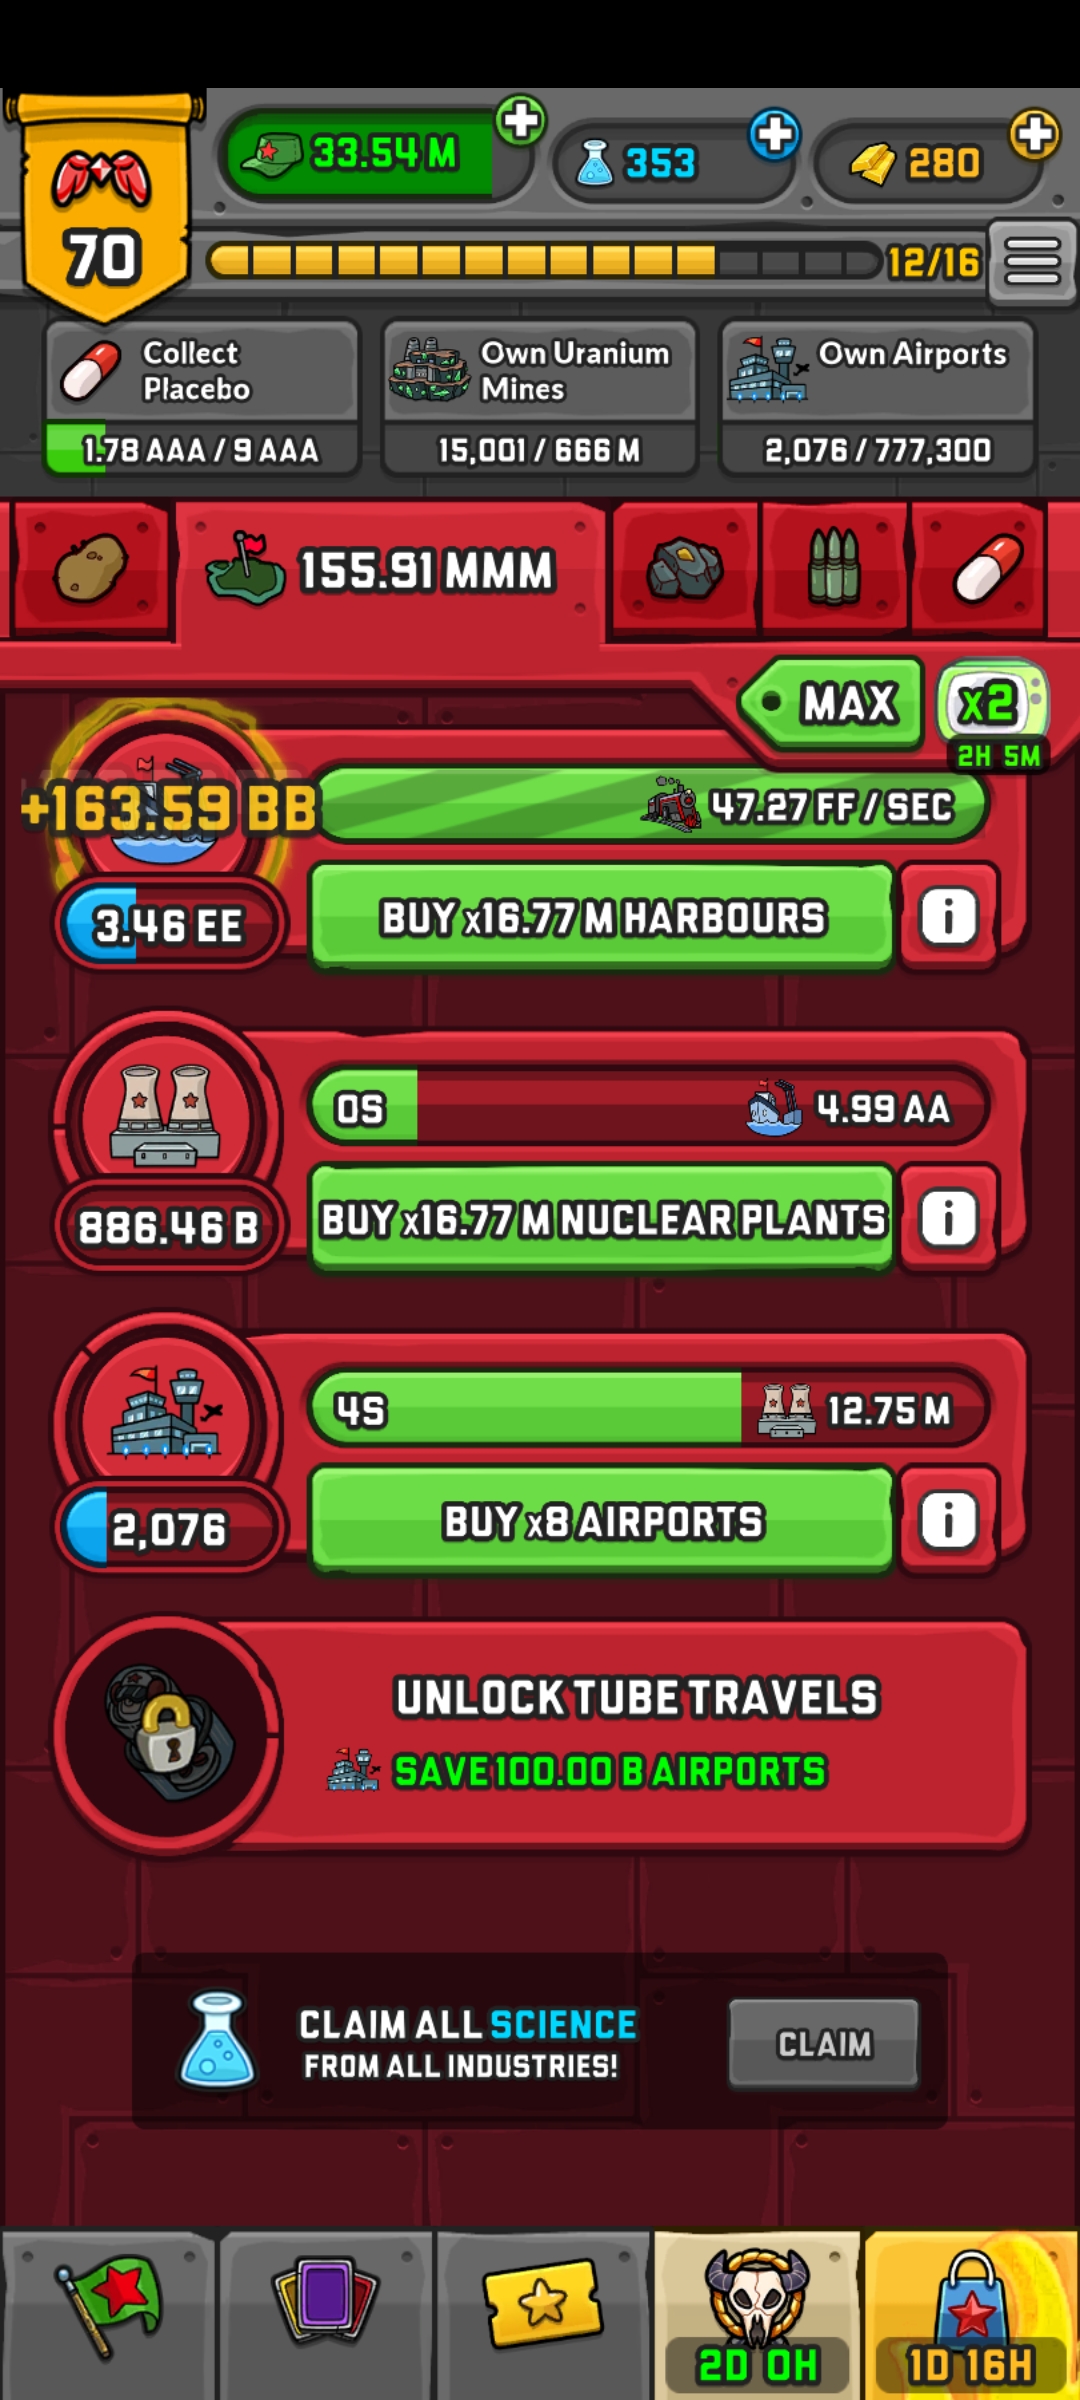 70
33.54 M
353
280
12/16
Collect
Placebo
1.78 AAA / 9 AAA
Own Uranium
Mines
15,001 / 666 M
Own Airports
2,076 / 777,300
155.91 MMM
MAX
x2
2H 5M
+163.59 BB
47.27 FF / SEC
3.46 EE
BUY x16.77 M HARBOURS
i
0S
4.99 AA
886.46 B
BUY x16.77 M NUCLEAR PLANTS
i
4S
12.75 M
2,076
BUY x8 AIRPORTS
i
UNLOCK TUBE TRAVELS
SAVE 100.00 B AIRPORTS
CLAIM ALL SCIENCE
FROM ALL INDUSTRIES!
CLAIM
2D 0H
1D 16H